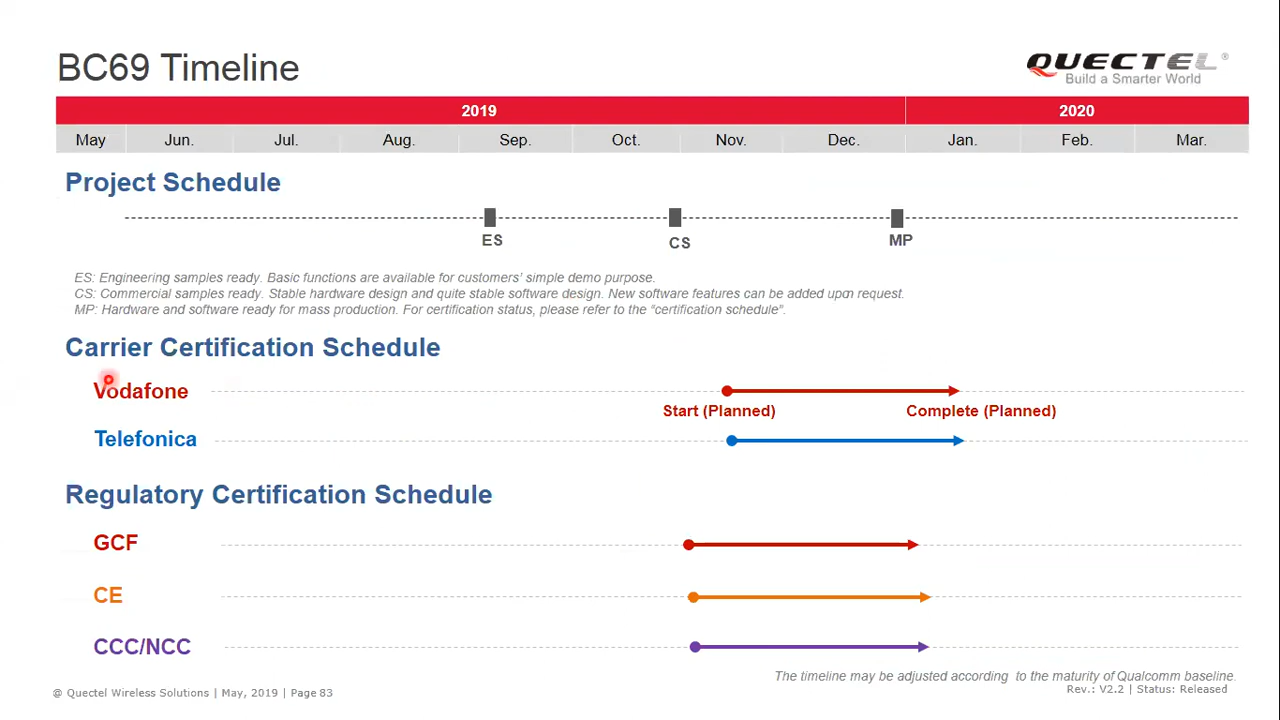 BC69 Timeline
QUECTEL®
Build a Smarter World
2019 2020
May Jun. Jul. Aug. Sep. Oct. Nov. Dec. Jan. Feb. Mar.
Project Schedule
ES CS MP
ES: Engineering samples ready. Basic functions are available for customers' simple demo purpose.
CS: Commercial samples ready. Stable hardware design and quite stable software design. New software features can be added upon request.
MP: Hardware and software ready for mass production. For certification status, please refer to the "certification schedule".
Carrier Certification Schedule
Vodafone
Start (Planned) Complete (Planned)
Telefonica
Regulatory Certification Schedule
GCF
CE
CCC/NCC
The timeline may be adjusted according to the maturity of Qualcomm baseline.
@ Quectel Wireless Solutions | May, 2019 | Page 83
Rev.: V2.2 | Status: Released